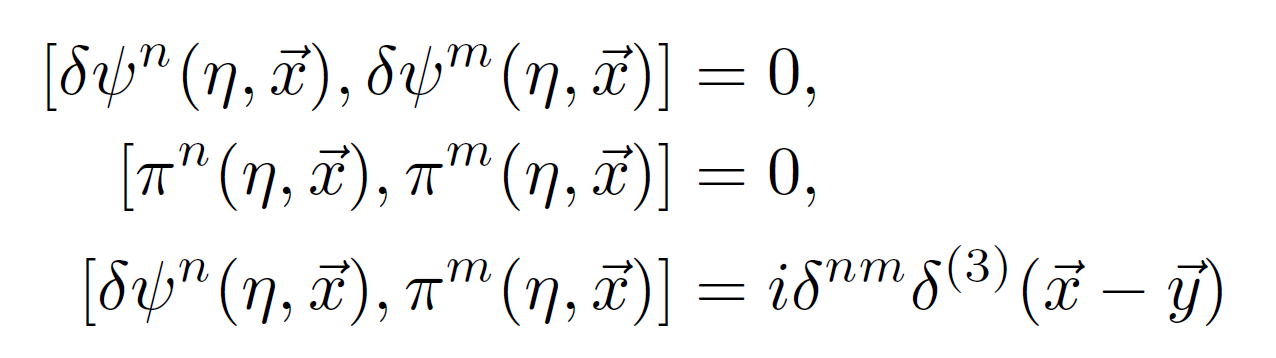 [δψⁿ(η, x⃗), δψᵐ(η, x⃗)] = 0,
[πⁿ(η, x⃗), πᵐ(η, x⃗)] = 0,
[δψⁿ(η, x⃗), πᵐ(η, x⃗)] = iδⁿᵐδ⁽³⁾(x⃗ − y⃗)